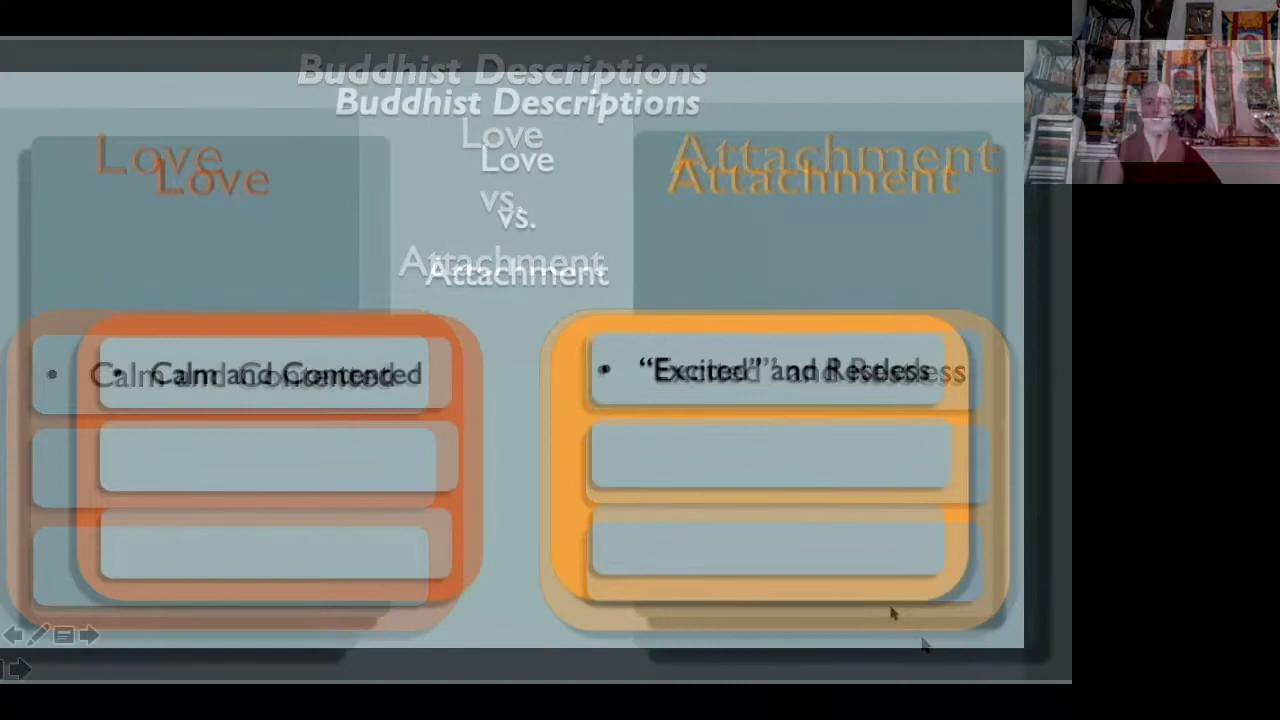 Buddhist Descriptions
Love
vs.
Attachment
Love
Attachment
• Calm and Contented
• “Excited” and Restless